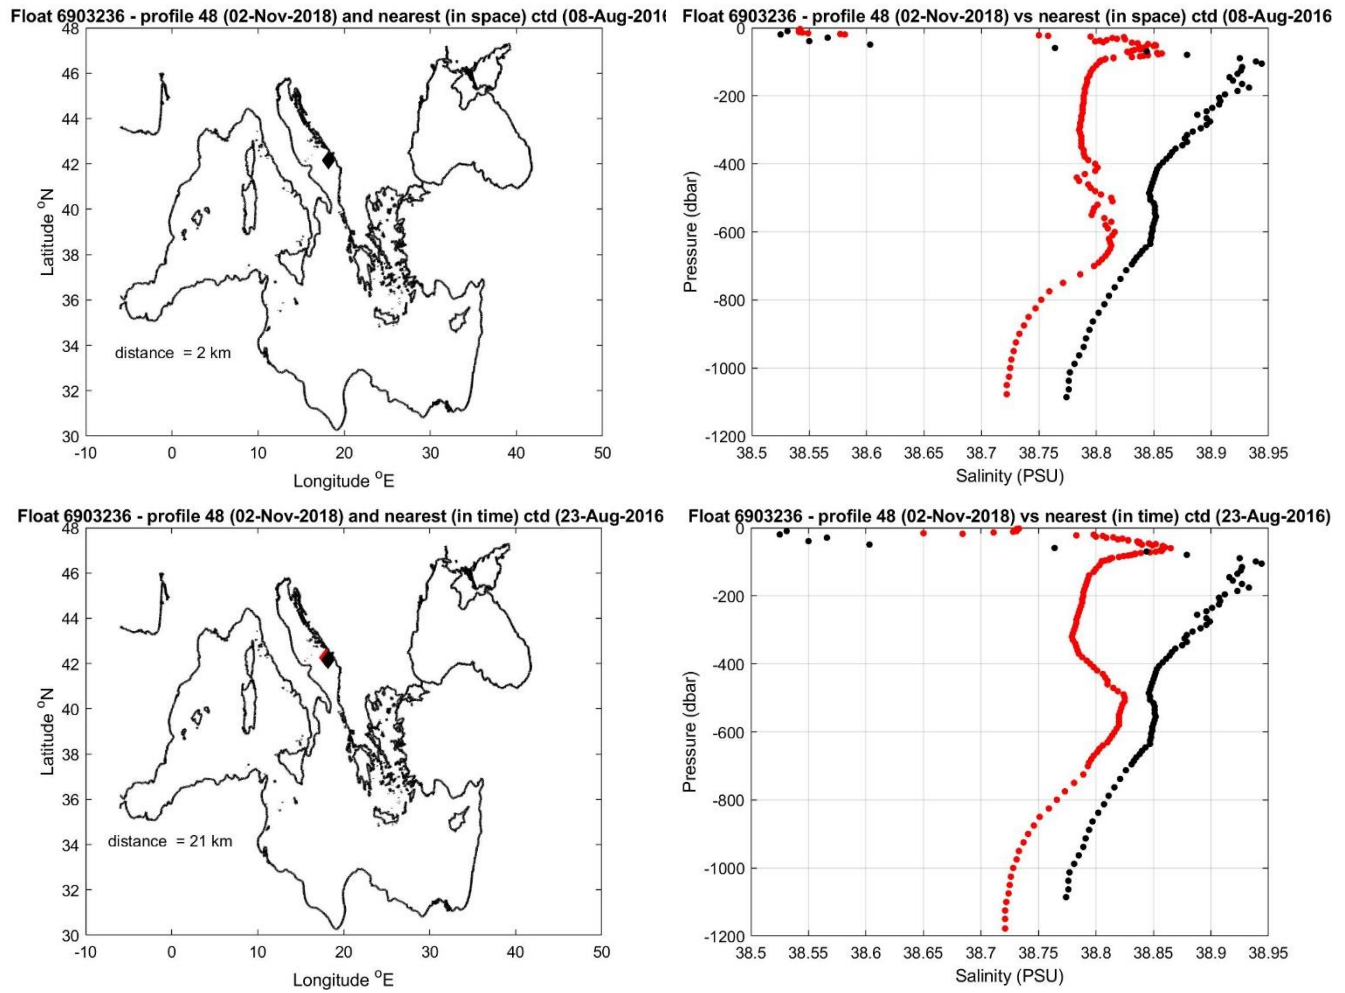 Float 6903236 - profile 48 (02-Nov-2018) and nearest (in space) ctd (08-Aug-2016
48
46
44
42
40
38
36
34
32
30
Latitude °N
distance = 2 km
-10 0 10 20 30 40 50
Longitude °E
Float 6903236 - profile 48 (02-Nov-2018) vs nearest (in space) ctd (08-Aug-2016
0
-200
-400
-600
-800
-1000
-1200
Pressure (dbar)
38.5 38.55 38.6 38.65 38.7 38.75 38.8 38.85 38.9 38.95
Salinity (PSU)
Float 6903236 - profile 48 (02-Nov-2018) and nearest (in time) ctd (23-Aug-2016
48
46
44
42
40
38
36
34
32
30
Latitude °N
distance = 21 km
-10 0 10 20 30 40 50
Longitude °E
Float 6903236 - profile 48 (02-Nov-2018) vs nearest (in time) ctd (23-Aug-2016)
0
-200
-400
-600
-800
-1000
-1200
Pressure (dbar)
38.5 38.55 38.6 38.65 38.7 38.75 38.8 38.85 38.9 38.95
Salinity (PSU)